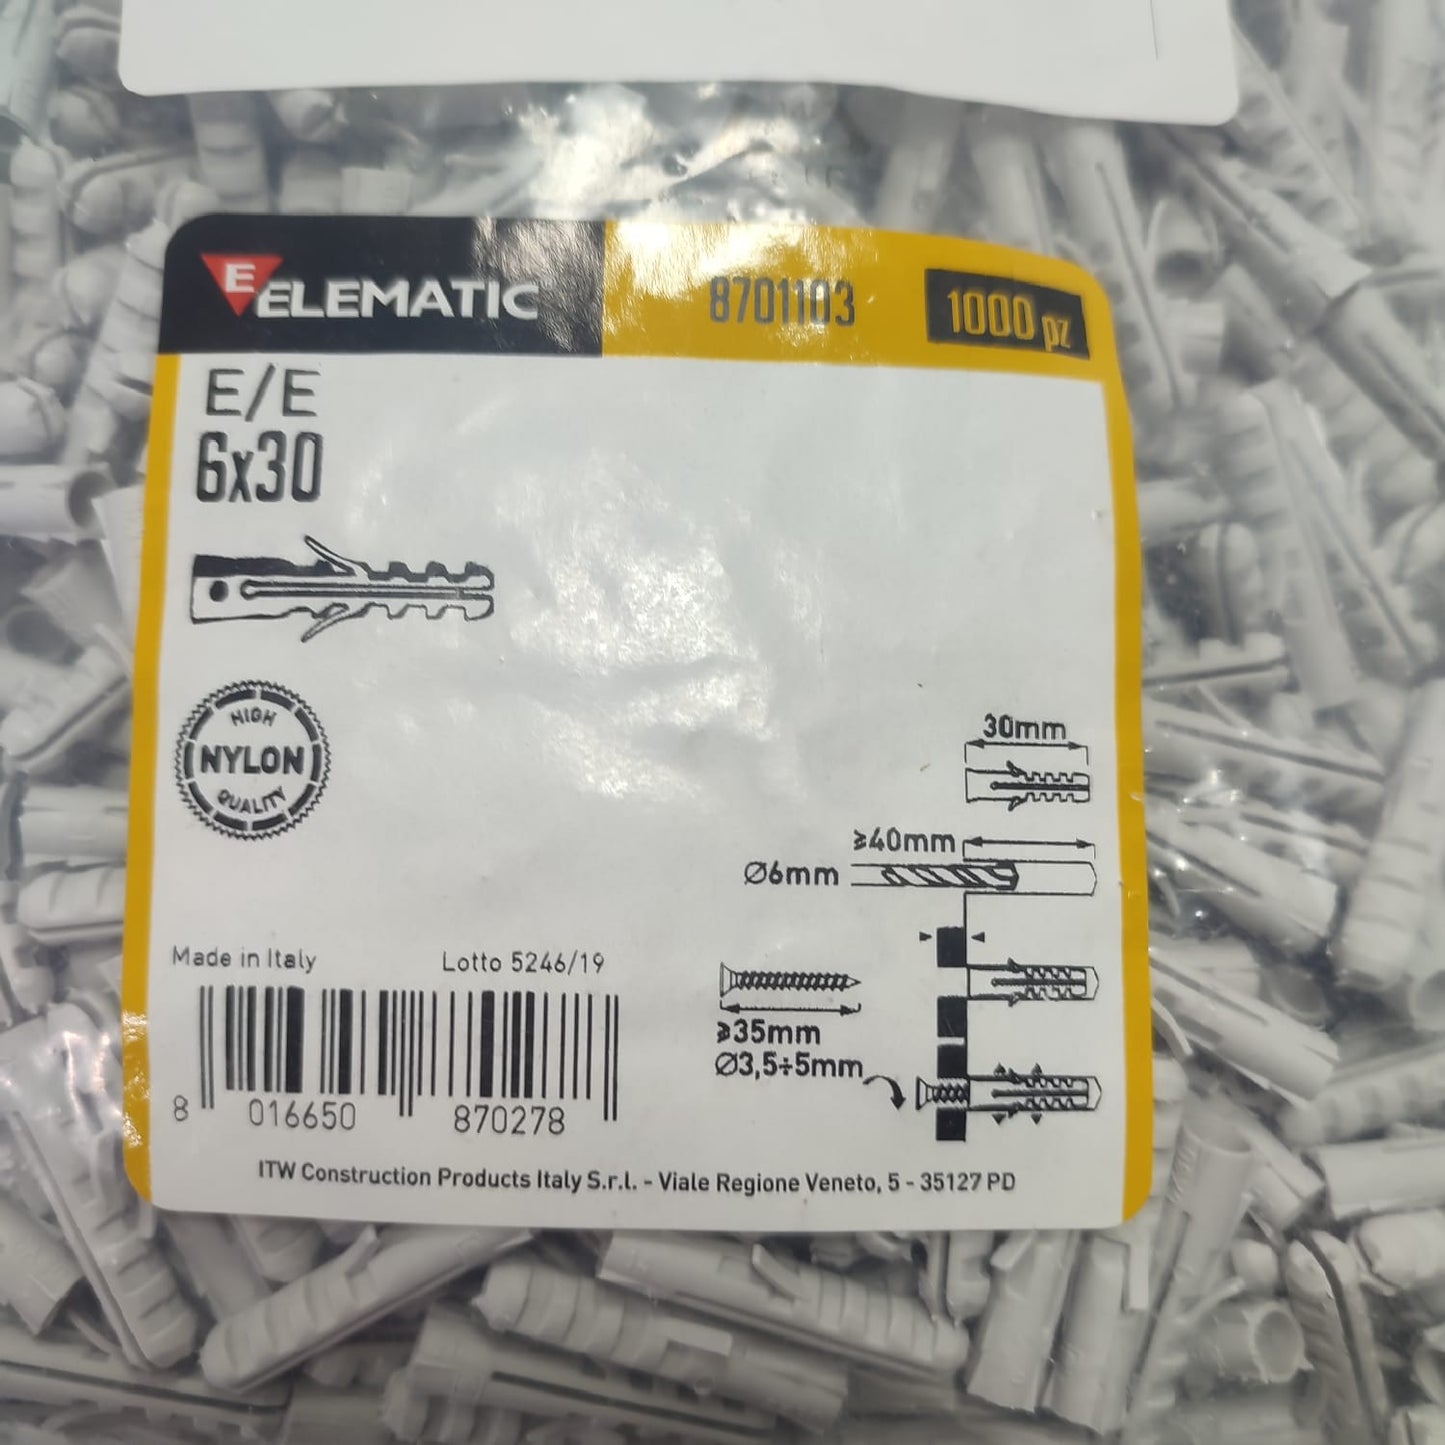 E
ELEMATIC
8701103
1000 pz
E/E
6x30
HIGH
NYLON
QUALITY
30mm
≥40mm
Ø6mm
≥35mm
Ø3,5÷5mm
Made in Italy
Lotto 5246/19
8 016650 870278
ITW Construction Products Italy S.r.l. - Viale Regione Veneto, 5 - 35127 PD